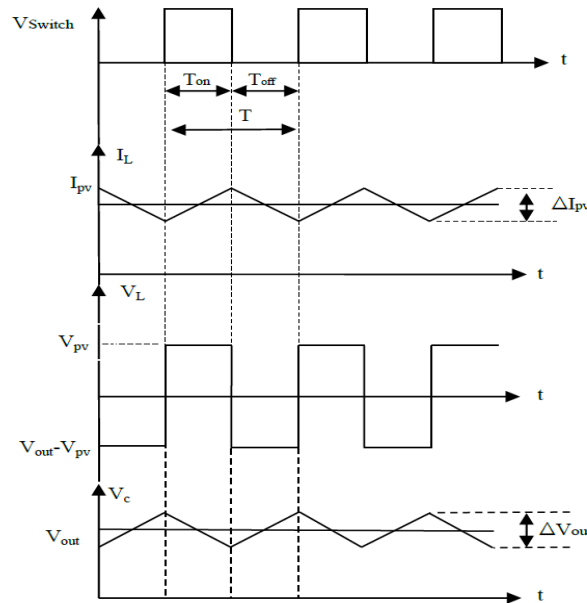 VSwitch
t
Ton
Toff
T
IL
Ipv
ΔIpv
t
VL
Vpv
t
Vout-Vpv
Vc
Vout
ΔVou
t